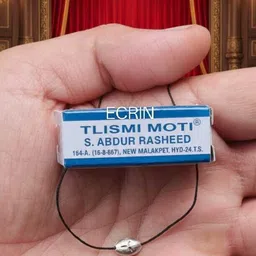 ECRIN
TLISMI MOTI®
S. ABDUR RASHEED
164-A. (16-8-667), NEW MALAKPET, HYD-24.T.S.